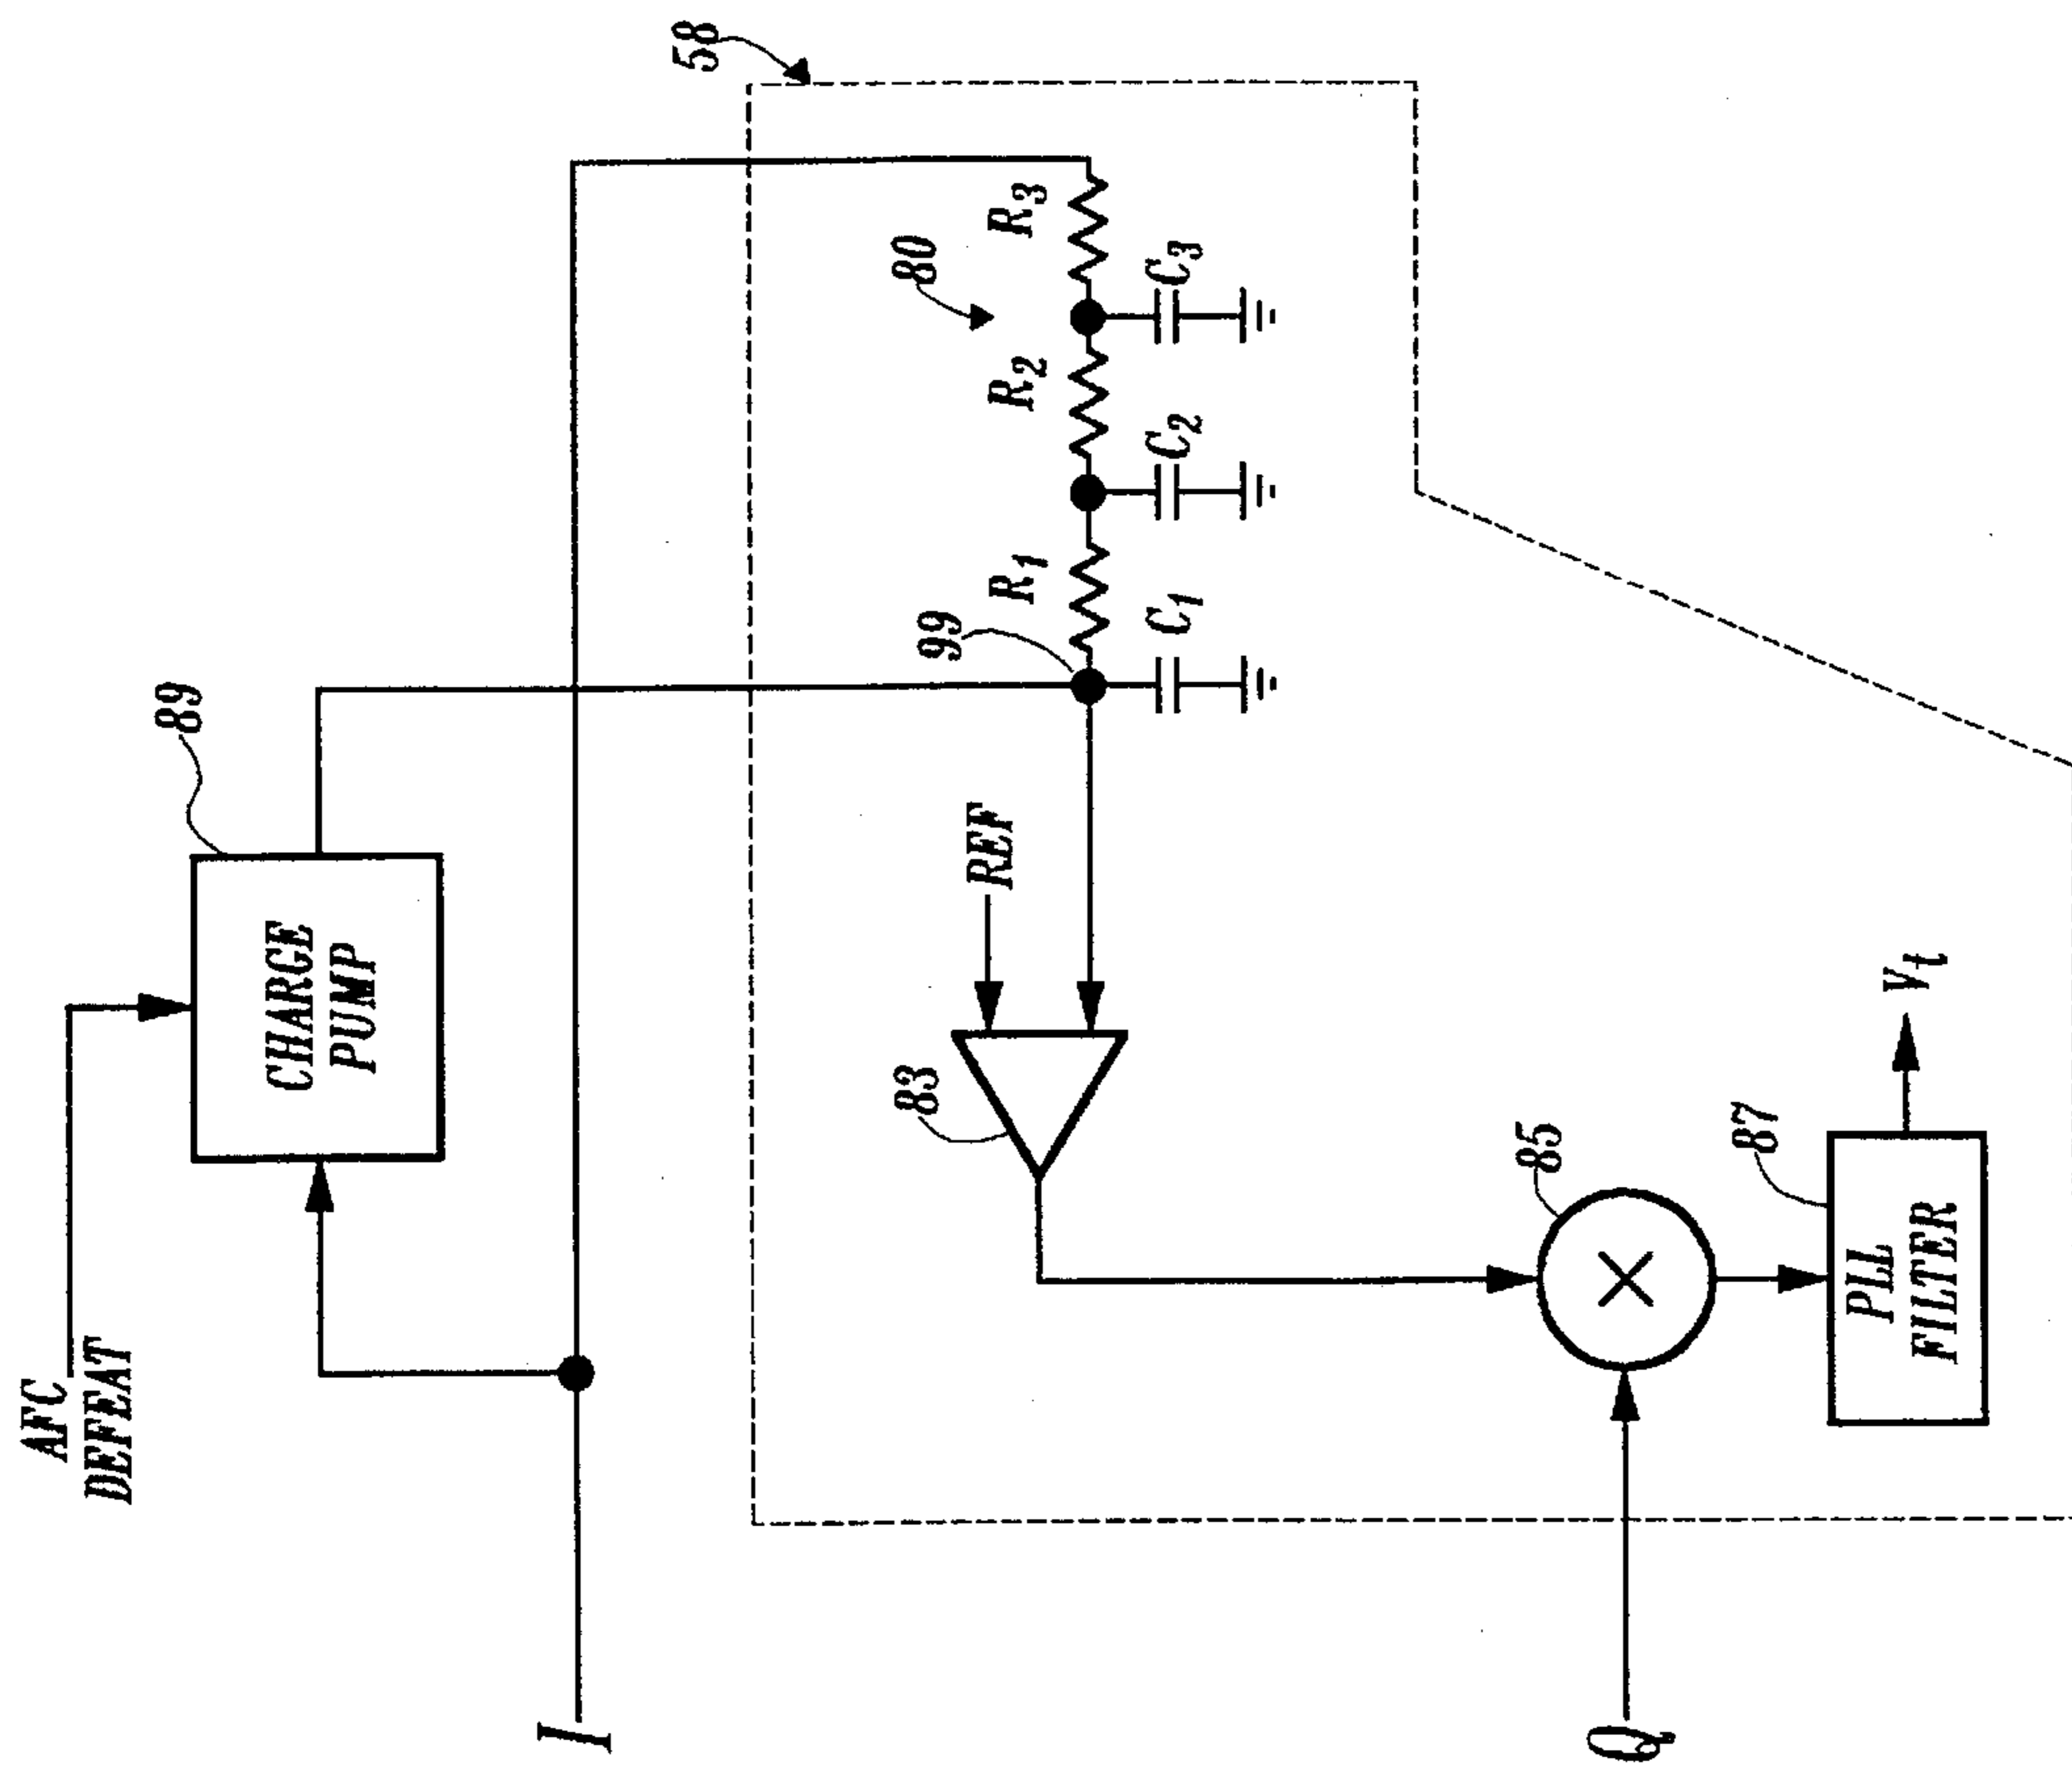 AFC
DEFEAT
89
CHARGE
PUMP
I
58
80
R3
R2
R1
99
C3
C2
C1
REF
83
85
Q
87
PLL
FILTER
Vt